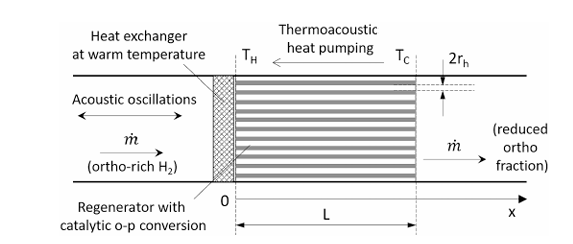 Heat exchanger
at warm temperature
Thermoacoustic
heat pumping
T_H
T_C
2r_h
Acoustic oscillations
ṁ
(ortho-rich H₂)
ṁ
(reduced
ortho
fraction)
Regenerator with
catalytic o-p conversion
0
L
x